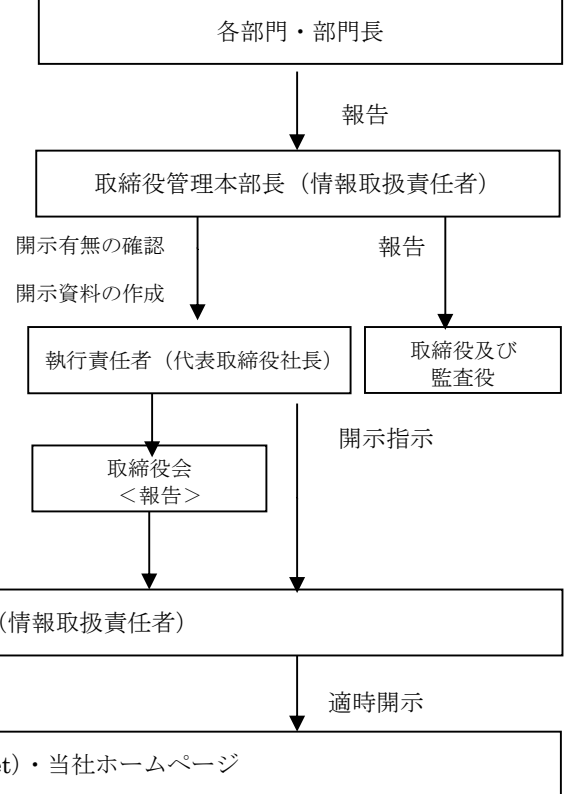 各部門・部門長
報告
取締役管理本部長（情報取扱責任者）
開示有無の確認
報告
開示資料の作成
執行責任者（代表取締役社長）
取締役及び
監査役
開示指示
取締役会
＜報告＞
（情報取扱責任者）
適時開示
et）・当社ホームページ